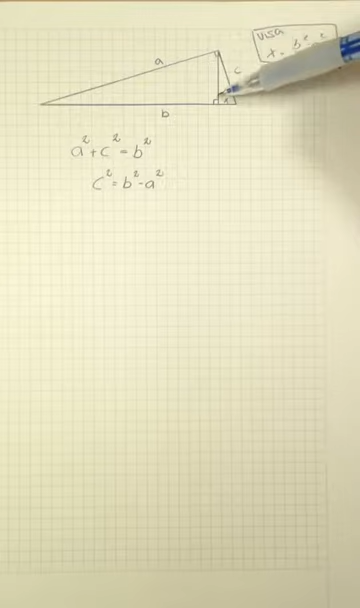 a
Visa
c
b
a²+c²=b²
c²=b²-a²